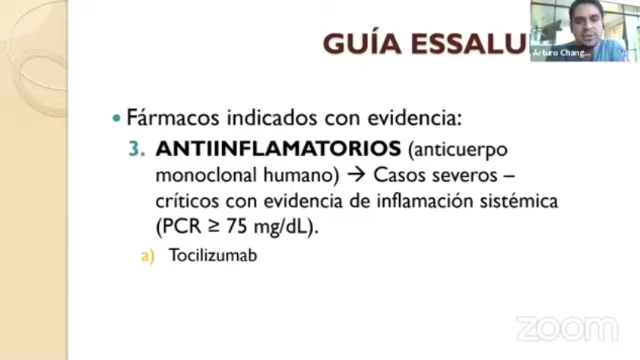 GUÍA ESSALU
Arturo Chang...
• Fármacos indicados con evidencia:
3. ANTIINFLAMATORIOS (anticuerpo
monoclonal humano) → Casos severos –
críticos con evidencia de inflamación sistémica
(PCR ≥ 75 mg/dL).
a) Tocilizumab
zoom